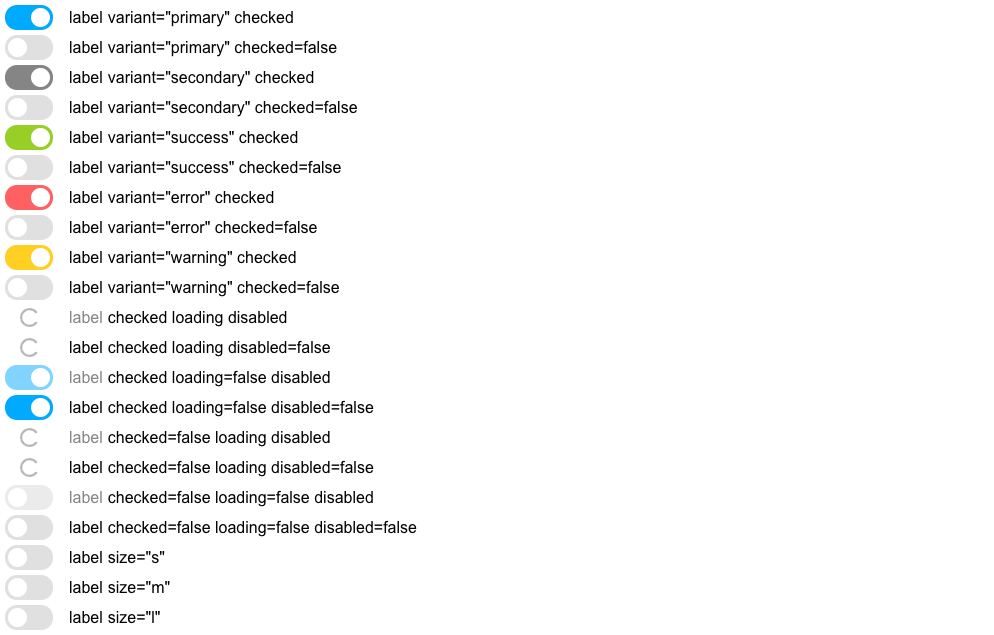 label variant="primary" checked
label variant="primary" checked=false
label variant="secondary" checked
label variant="secondary" checked=false
label variant="success" checked
label variant="success" checked=false
label variant="error" checked
label variant="error" checked=false
label variant="warning" checked
label variant="warning" checked=false
label checked loading disabled
label checked loading disabled=false
label checked loading=false disabled
label checked loading=false disabled=false
label checked=false loading disabled
label checked=false loading disabled=false
label checked=false loading=false disabled
label checked=false loading=false disabled=false
label size="s"
label size="m"
label size="l"